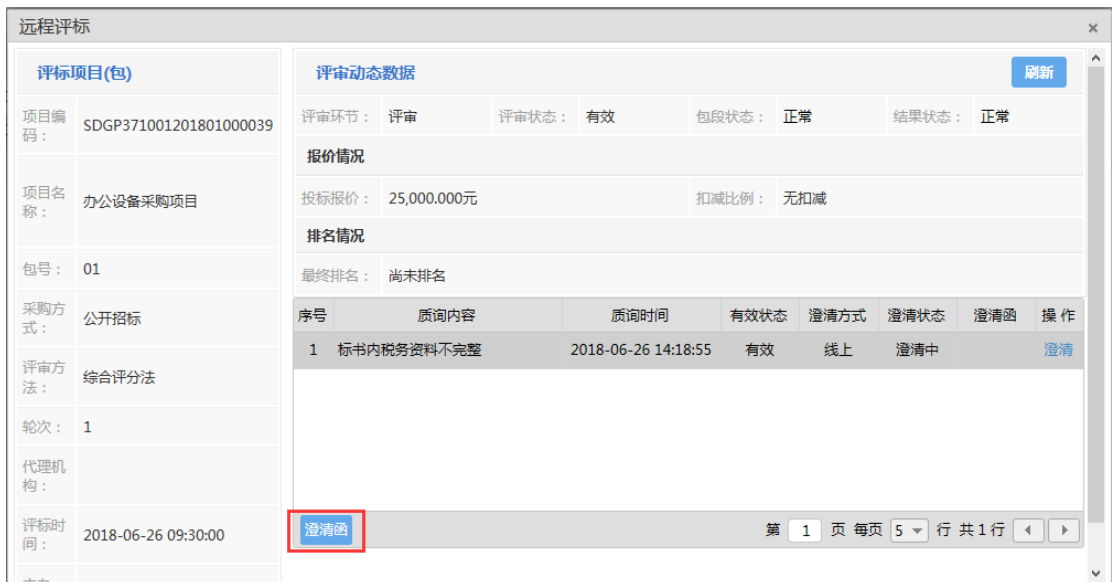 远程评标
评标项目(包)
项目编码： SDGP371001201801000039
项目名称： 办公设备采购项目
包号： 01
采购方式： 公开招标
评审方法： 综合评分法
轮次： 1
代理机构：
评标时间： 2018-06-26 09:30:00
评审动态数据 刷新
评审环节： 评审 评审状态： 有效 包段状态： 正常 结果状态： 正常
报价情况
投标报价： 25,000.000元 扣减比例： 无扣减
排名情况
最终排名： 尚未排名
序号 质询内容 质询时间 有效状态 澄清方式 澄清状态 澄清函 操作
1 标书内税务资料不完整 2018-06-26 14:18:55 有效 线上 澄清中 澄清
澄清函 第 1 页 每页 5 行 共1行